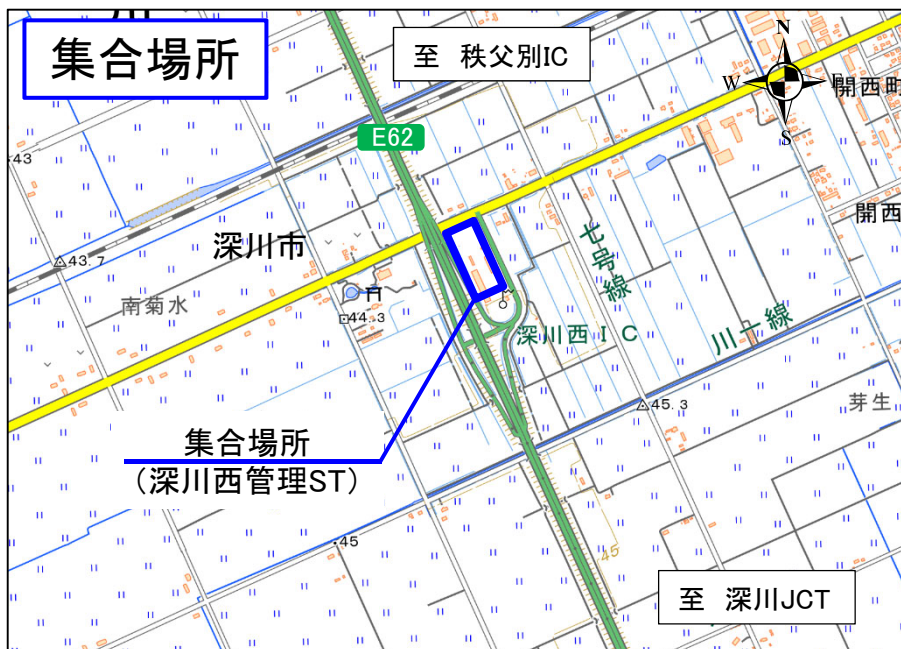 集合場所
至 秩父別IC
N
W
E
S
開西町
E62
43
七号線
開西
深川市
43.7
南菊水
44.3
深川西IC
川一線
45.3
芽生
集合場所
(深川西管理ST)
45
45
至 深川JCT